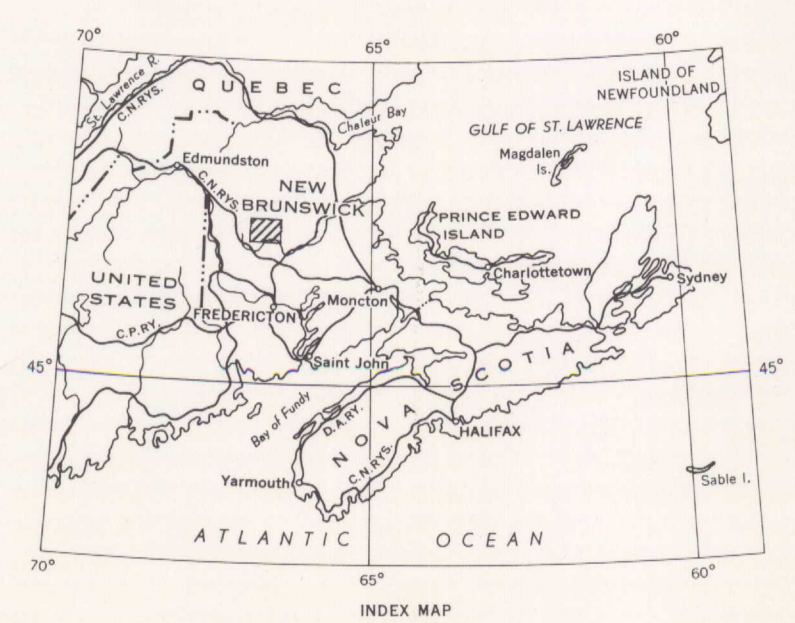 70°
65°
60°
St. Lawrence R.
C.N.RYS.
QUEBEC
ISLAND OF
NEWFOUNDLAND
Chaleur Bay
GULF OF ST. LAWRENCE
Magdalen
Is.
Edmundston
C.N.RYS.
NEW
BRUNSWICK
PRINCE EDWARD
ISLAND
Charlottetown
Sydney
UNITED
STATES
C.P.RY.
FREDERICTON
Moncton
Saint John
45°
45°
Bay of Fundy
D.A.RY.
NOVA SCOTIA
C.N.RYS.
HALIFAX
Yarmouth
Sable I.
ATLANTIC OCEAN
70°
65°
60°
INDEX MAP